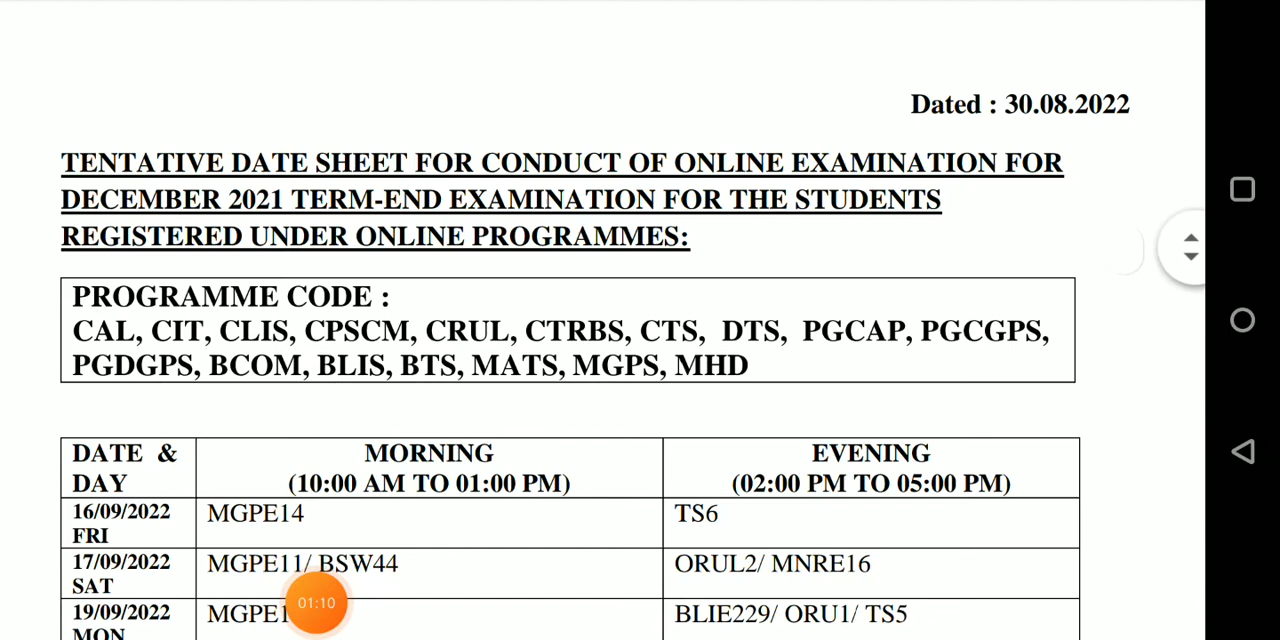 Dated : 30.08.2022
TENTATIVE DATE SHEET FOR CONDUCT OF ONLINE EXAMINATION FOR
DECEMBER 2021 TERM-END EXAMINATION FOR THE STUDENTS
REGISTERED UNDER ONLINE PROGRAMMES:
PROGRAMME CODE :
CAL, CIT, CLIS, CPSCM, CRUL, CTRBS, CTS, DTS, PGCAP, PGCGPS,
PGDGPS, BCOM, BLIS, BTS, MATS, MGPS, MHD
DATE & DAY
MORNING
(10:00 AM TO 01:00 PM)
EVENING
(02:00 PM TO 05:00 PM)
16/09/2022
FRI
MGPE14
TS6
17/09/2022
SAT
MGPE11/ BSW44
ORUL2/ MNRE16
19/09/2022
MON
BLIE229/ ORU1/ TS5
01:10